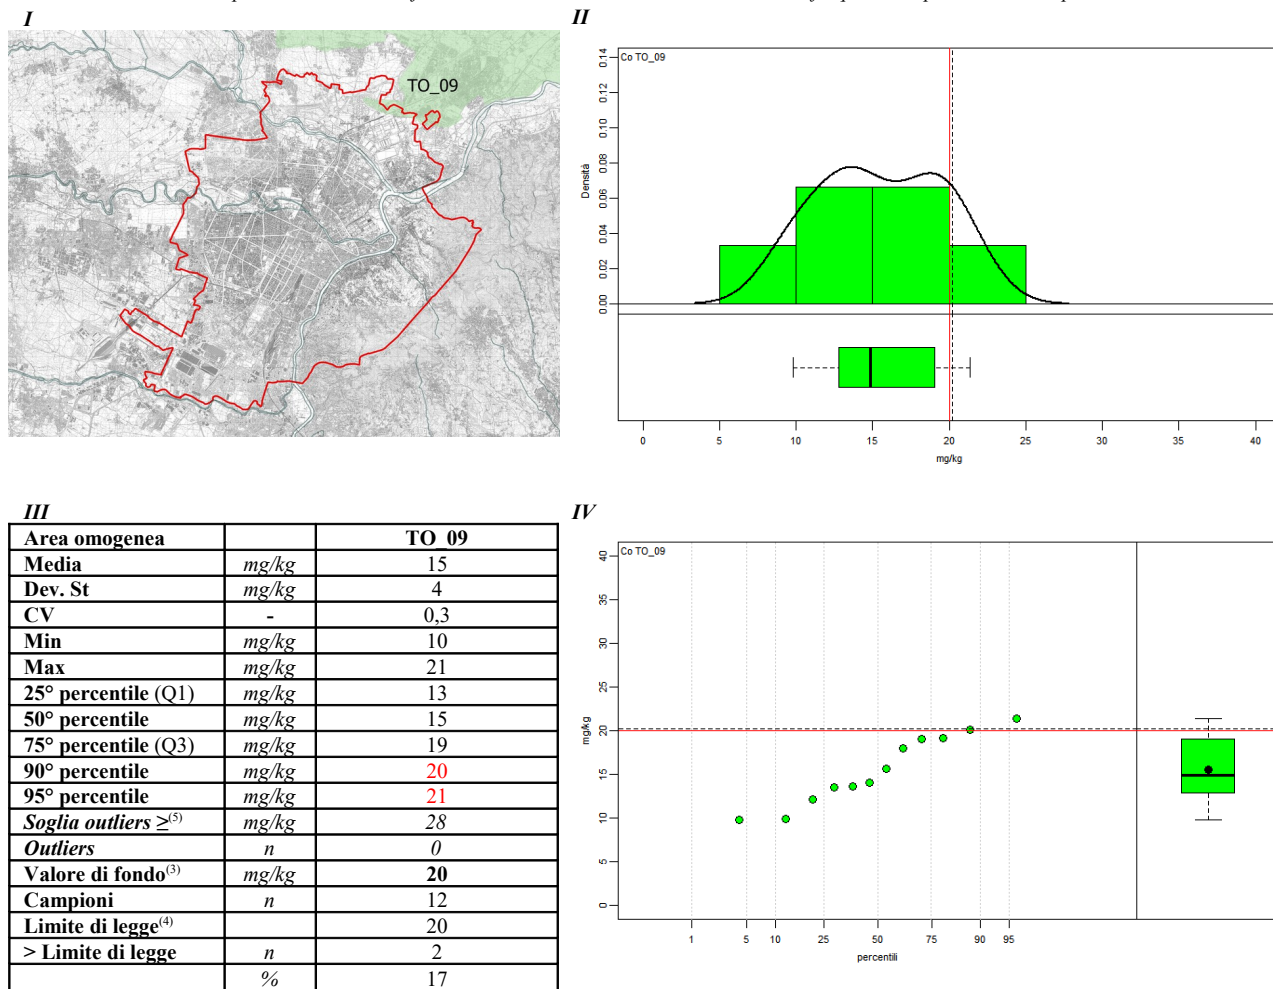 I
TO_09
II
Co TO_09
Densità
0.00 0.02 0.04 0.06 0.08 0.10 0.12 0.14
0 5 10 15 20 25 30 35 40
mg/kg
III
Area omogenea TO_09
Media mg/kg 15
Dev. St mg/kg 4
CV - 0,3
Min mg/kg 10
Max mg/kg 21
25° percentile (Q1) mg/kg 13
50° percentile mg/kg 15
75° percentile (Q3) mg/kg 19
90° percentile mg/kg 20
95° percentile mg/kg 21
Soglia outliers ≥(5) mg/kg 28
Outliers n 0
Valore di fondo(3) mg/kg 20
Campioni n 12
Limite di legge(4) 20
> Limite di legge n 2
% 17
IV
Co TO_09
mg/kg
0 5 10 15 20 25 30 35 40
1 5 10 25 50 75 90 95
percentili